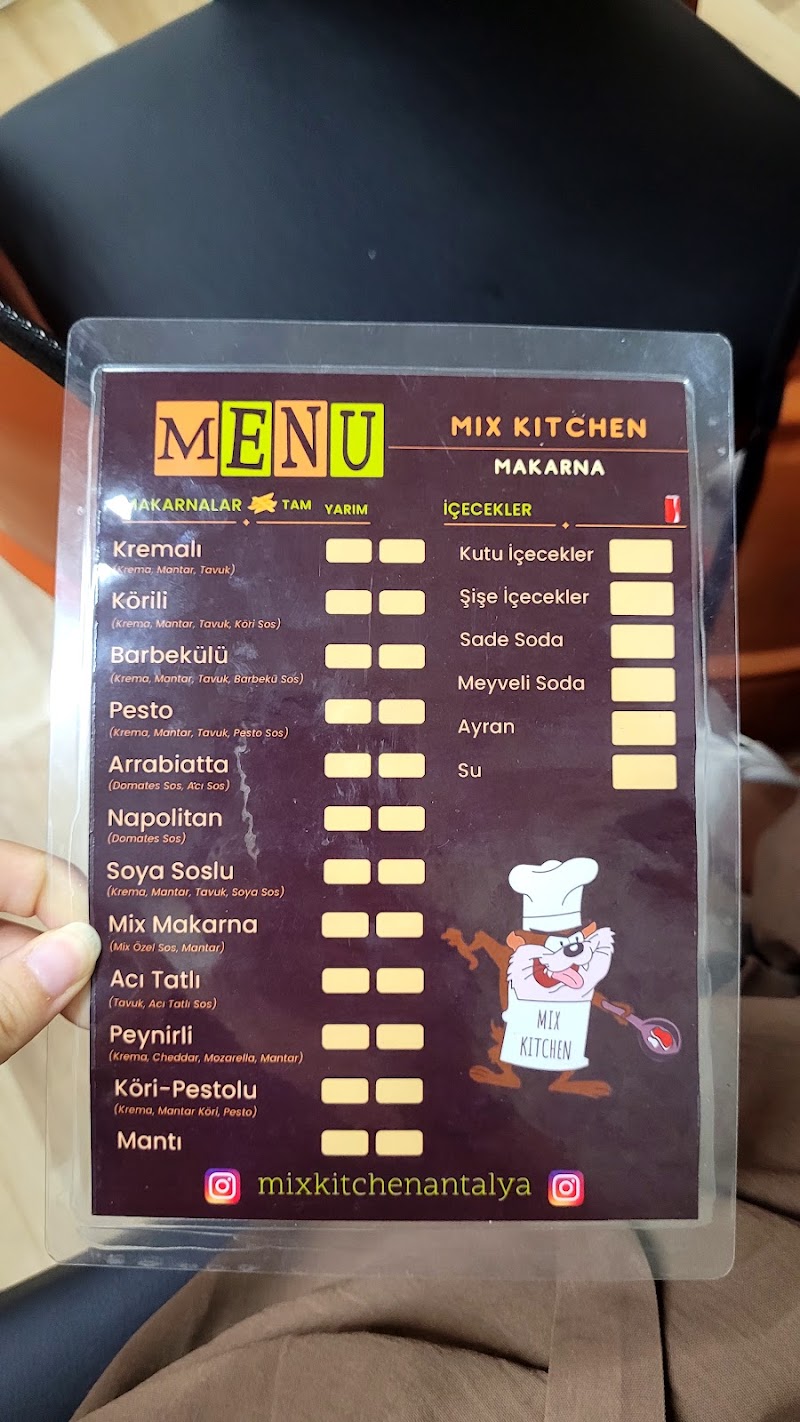 MENU
MIX KITCHEN
MAKARNA
MAKARNALAR TAM YARIM
Kremalı
(Krema, Mantar, Tavuk)
Körili
(Krema, Mantar, Tavuk, Köri Sos)
Barbekülü
(Krema, Mantar, Tavuk, Barbekü Sos)
Pesto
(Krema, Mantar, Tavuk, Pesto Sos)
Arrabiatta
(Domates Sos, Acı Sos)
Napolitan
(Domates Sos)
Soya Soslu
(Krema, Mantar, Tavuk, Soya Sos)
Mix Makarna
(Mix Özel Sos, Mantar)
Acı Tatlı
(Tavuk, Acı Tatlı Sos)
Peynirli
(Krema, Cheddar, Mozarella, Mantar)
Köri-Pestolu
(Krema, Mantar Köri, Pesto)
Mantı
İÇECEKLER
Kutu İçecekler
Şişe İçecekler
Sade Soda
Meyveli Soda
Ayran
Su
MIX
KITCHEN
mixkitchenantalya